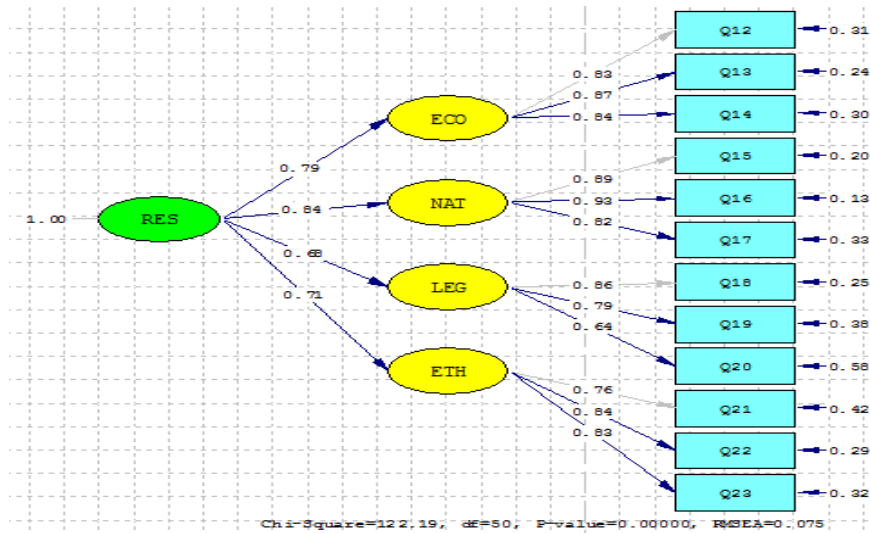 Q12 0.31
0.83
Q13 0.24
0.87
ECO
0.84 Q14 0.30
0.79
Q15 0.20
0.89
NAT
0.93 Q16 0.13
0.84
1.00 RES
0.82
Q17 0.33
0.68
0.86 Q18 0.25
LEG
0.71
0.79
Q19 0.38
0.64
Q20 0.58
ETH
0.76
Q21 0.42
0.84
0.83
Q22 0.29
Q23 0.32
Chi-Square=122.19, df=50, P-value=0.00000, RMSEA=0.075